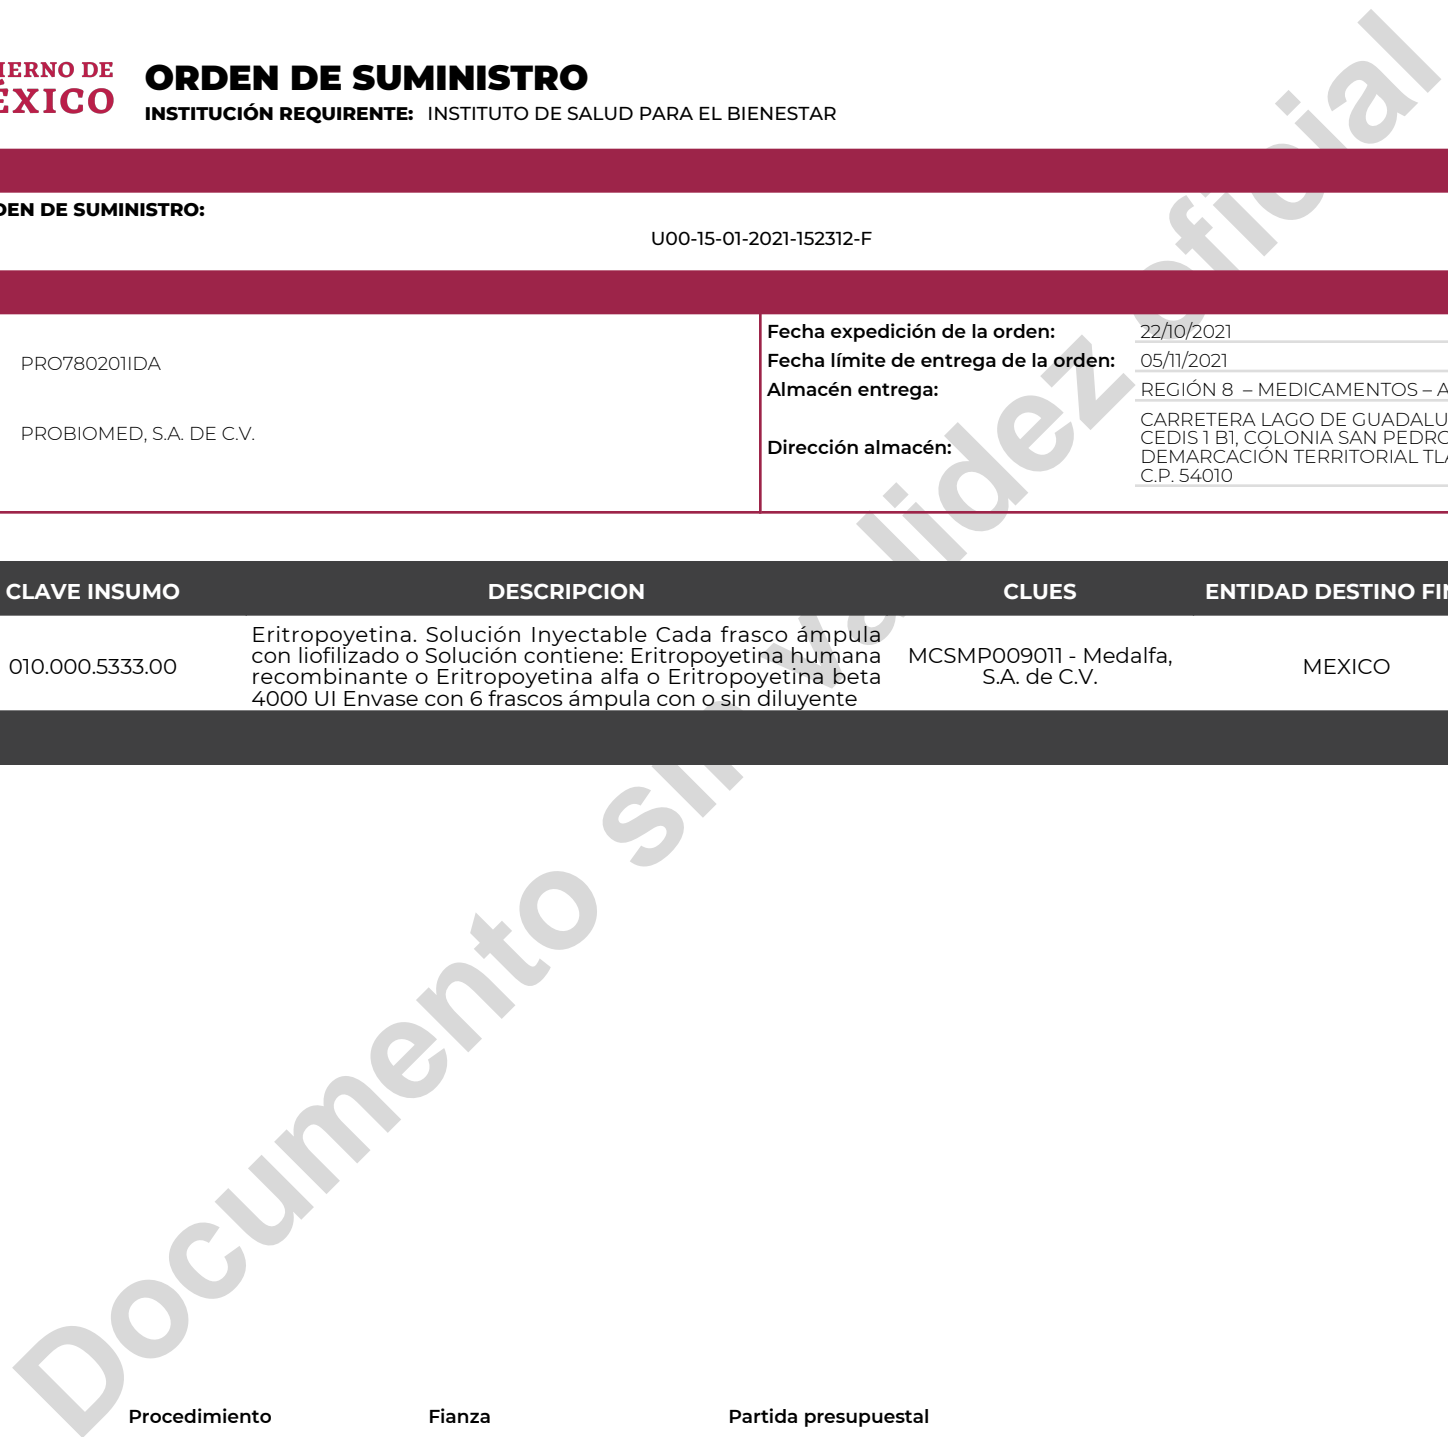 IERNO DE
ÉXICO
ORDEN DE SUMINISTRO
INSTITUCIÓN REQUIRENTE: INSTITUTO DE SALUD PARA EL BIENESTAR
DEN DE SUMINISTRO:
U00-15-01-2021-152312-F
PRO780201IDA
PROBIOMED, S.A. DE C.V.
Fecha expedición de la orden: 22/10/2021
Fecha límite de entrega de la orden: 05/11/2021
Almacén entrega: REGIÓN 8 – MEDICAMENTOS – A
Dirección almacén: CARRETERA LAGO DE GUADALU
CEDIS 1 B1, COLONIA SAN PEDRO
DEMARCACIÓN TERRITORIAL TLA
C.P. 54010
CLAVE INSUMO DESCRIPCION CLUES ENTIDAD DESTINO FIN
010.000.5333.00
Eritropoyetina. Solución Inyectable Cada frasco ámpula
con liofilizado o Solución contiene: Eritropoyetina humana
recombinante o Eritropoyetina alfa o Eritropoyetina beta
4000 UI Envase con 6 frascos ámpula con o sin diluyente
MCSMP009011 - Medalfa,
S.A. de C.V.
MEXICO
Documento sin validez oficial
Procedimiento Fianza Partida presupuestal